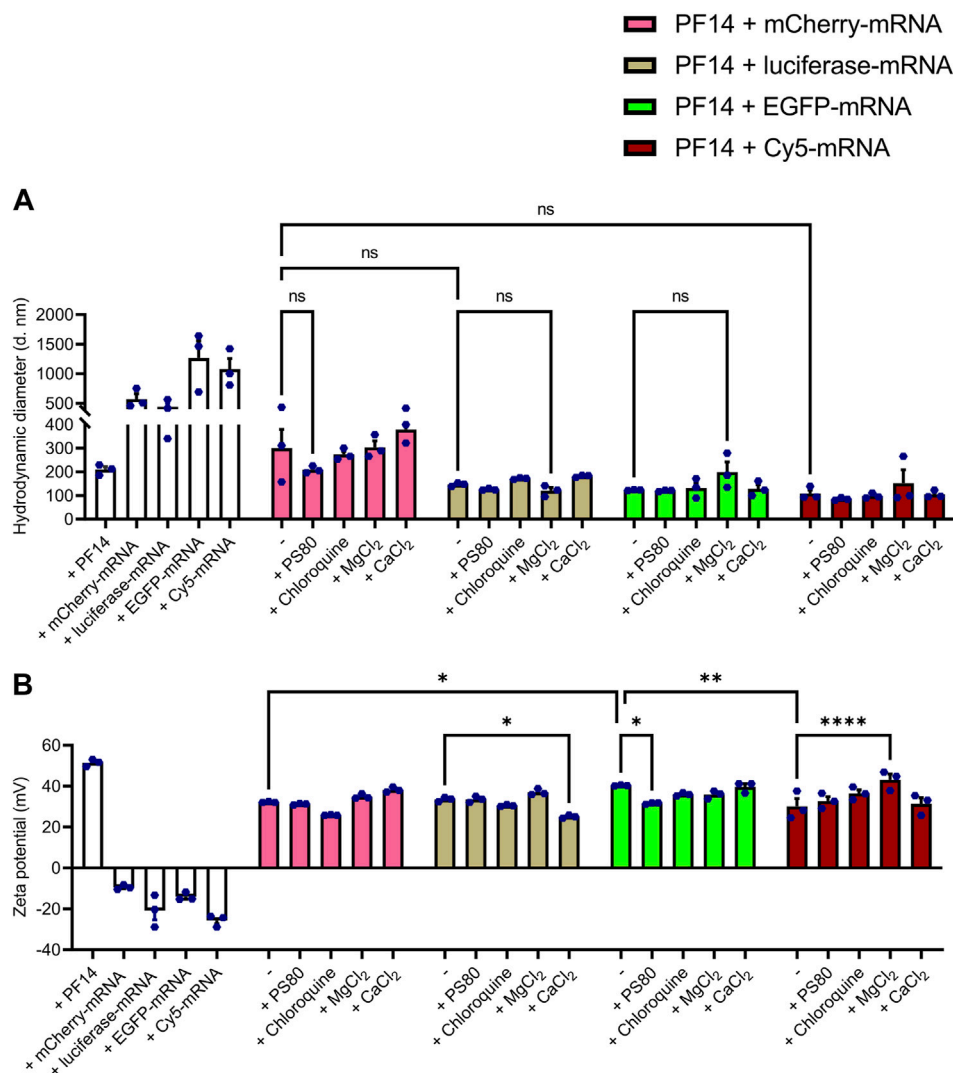 PF14 + mCherry-mRNA
PF14 + luciferase-mRNA
PF14 + EGFP-mRNA
PF14 + Cy5-mRNA
A
ns
ns
ns
ns
ns
Hydrodynamic diameter (d. nm)
2000
1500
1000
500
400
300
200
100
0
+ PF14
+ mCherry-mRNA
+ luciferase-mRNA
+ EGFP-mRNA
+ Cy5-mRNA
-
+ PS80
+ Chloroquine
+ MgCl₂
+ CaCl₂
-
+ PS80
+ Chloroquine
+ MgCl₂
+ CaCl₂
-
+ PS80
+ Chloroquine
+ MgCl₂
+ CaCl₂
-
+ PS80
+ Chloroquine
+ MgCl₂
+ CaCl₂
B
*
**
*
*
****
Zeta potential (mV)
60
40
20
0
-20
-40
+ PF14
+ mCherry-mRNA
+ luciferase-mRNA
+ EGFP-mRNA
+ Cy5-mRNA
-
+ PS80
+ Chloroquine
+ MgCl₂
+ CaCl₂
-
+ PS80
+ Chloroquine
+ MgCl₂
+ CaCl₂
-
+ PS80
+ Chloroquine
+ MgCl₂
+ CaCl₂
-
+ PS80
+ Chloroquine
+ MgCl₂
+ CaCl₂